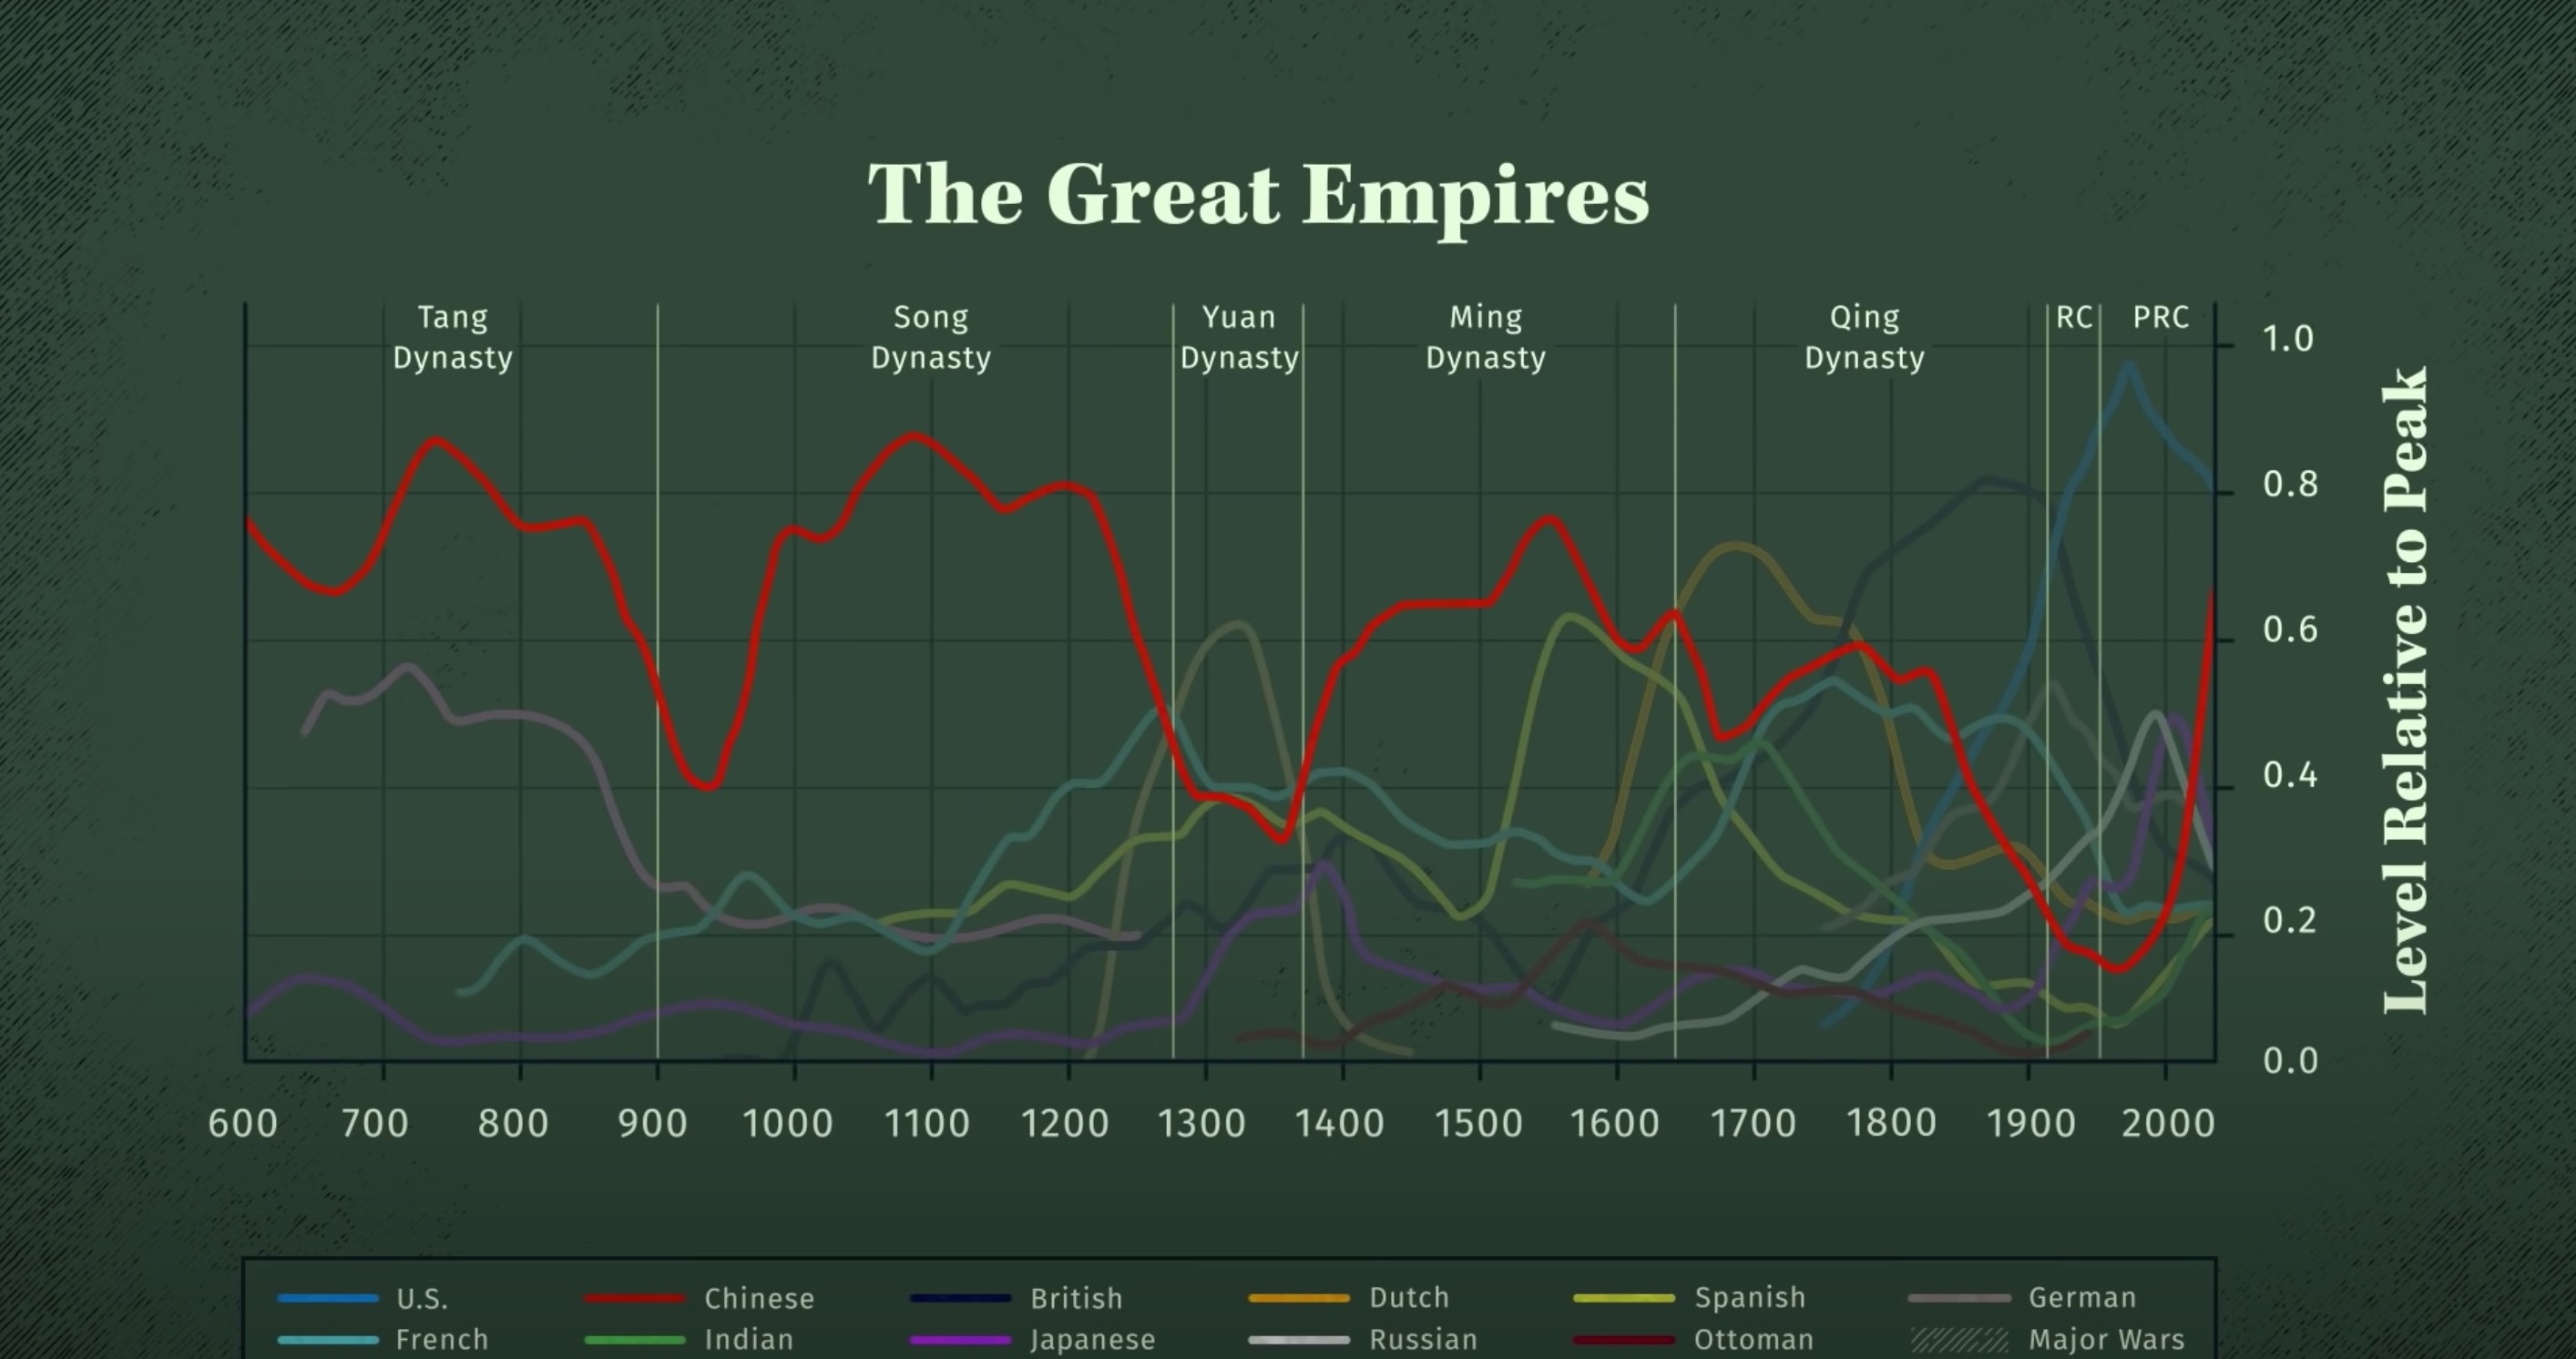 The Great Empires
Tang
Dynasty
Song
Dynasty
Yuan
Dynasty
Ming
Dynasty
Qing
Dynasty
RC
PRC
1.0
0.8
0.6
0.4
0.2
0.0
Level Relative to Peak
600 700 800 900 1000 1100 1200 1300 1400 1500 1600 1700 1800 1900 2000
U.S. Chinese British Dutch Spanish German
French Indian Japanese Russian Ottoman Major Wars